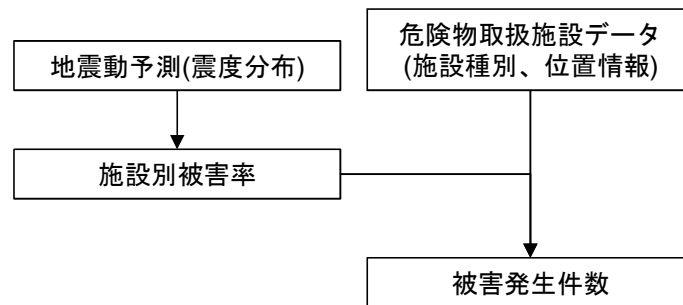 危険物取扱施設データ
(施設種別、位置情報)
地震動予測(震度分布)
施設別被害率
被害発生件数